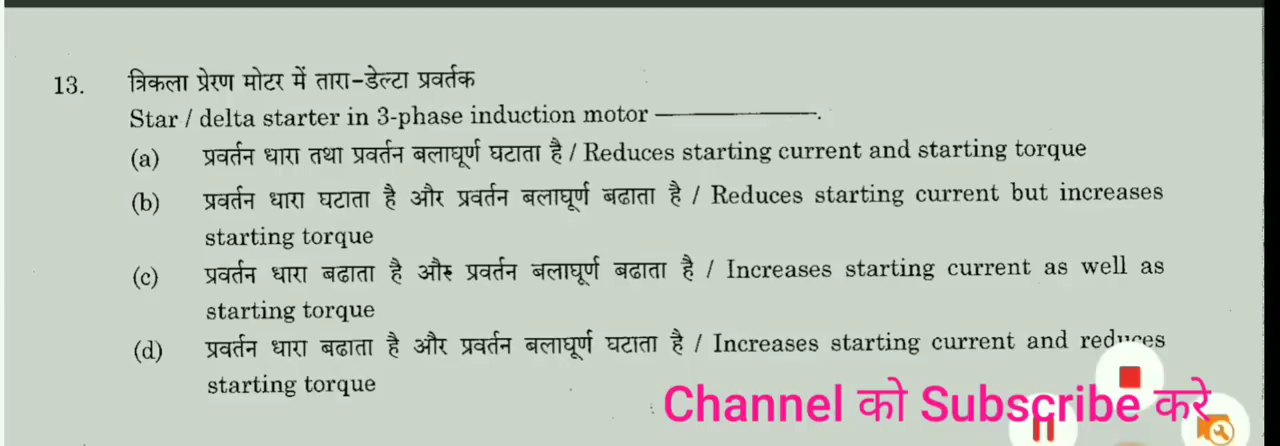 13. त्रिकला प्रेरण मोटर में तारा-डेल्टा प्रवर्तक
Star / delta starter in 3-phase induction motor ————————.
(a) प्रवर्तन धारा तथा प्रवर्तन बलाघूर्ण घटाता है / Reduces starting current and starting torque
(b) प्रवर्तन धारा घटाता है और प्रवर्तन बलाघूर्ण बढाता है / Reduces starting current but increases
starting torque
(c) प्रवर्तन धारा बढाता है और प्रवर्तन बलाघूर्ण बढाता है / Increases starting current as well as
starting torque
(d) प्रवर्तन धारा बढाता है और प्रवर्तन बलाघूर्ण घटाता है / Increases starting current and reduces
starting torque
Channel को Subscribe करे